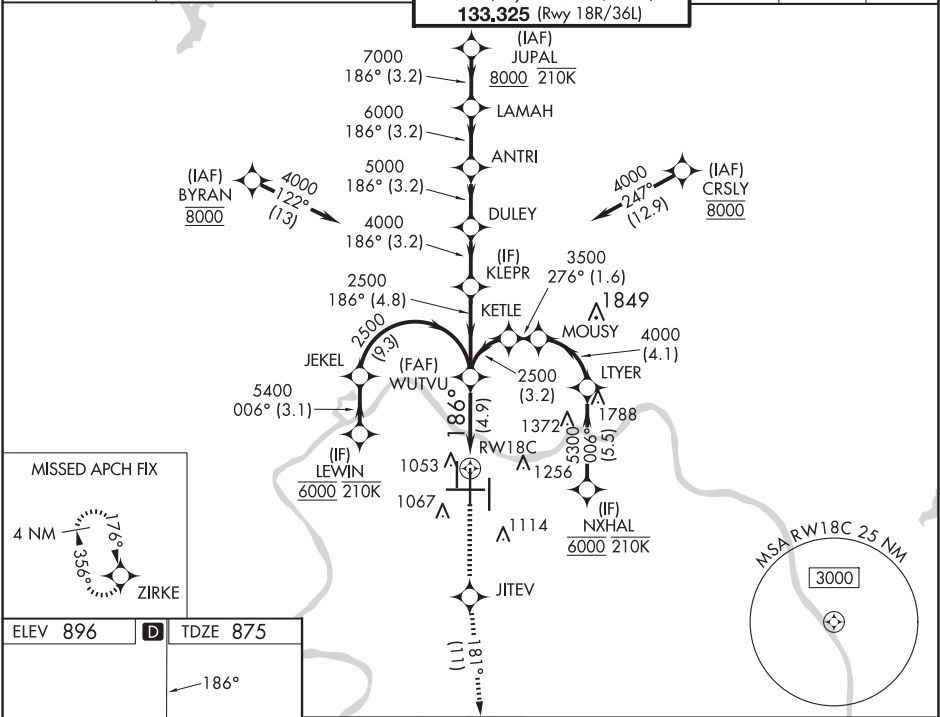 133.325 (Rwy 18R/36L)
(IAF)
JUPAL
8000 210K
7000
186° (3.2)
LAMAH
6000
186° (3.2)
ANTRI
5000
186° (3.2)
DULEY
4000
186° (3.2)
(IAF)
BYRAN
8000
4000
122°
(13)
(IAF)
CRSLY
8000
4000
247°
(12.9)
(IF)
KLEPR
3500
276° (1.6)
2500
186° (4.8)
KETLE
1849
MOUSY
4000
(4.1)
2500
(9.3)
JEKEL
(FAF)
WUTVU
LTYER
2500
(3.2)
5400
006° (3.1)
186°
(4.9)
1788
1372
5300
006°
(5.5)
RW18C
(IF)
LEWIN
6000 210K
1053
1256
1067
1114
(IF)
NXHAL
6000 210K
MISSED APCH FIX
4 NM
176°
356°
ZIRKE
JITEV
181°
(11)
MSA RW18C 25 NM
3000
ELEV 896 D TDZE 875
186°